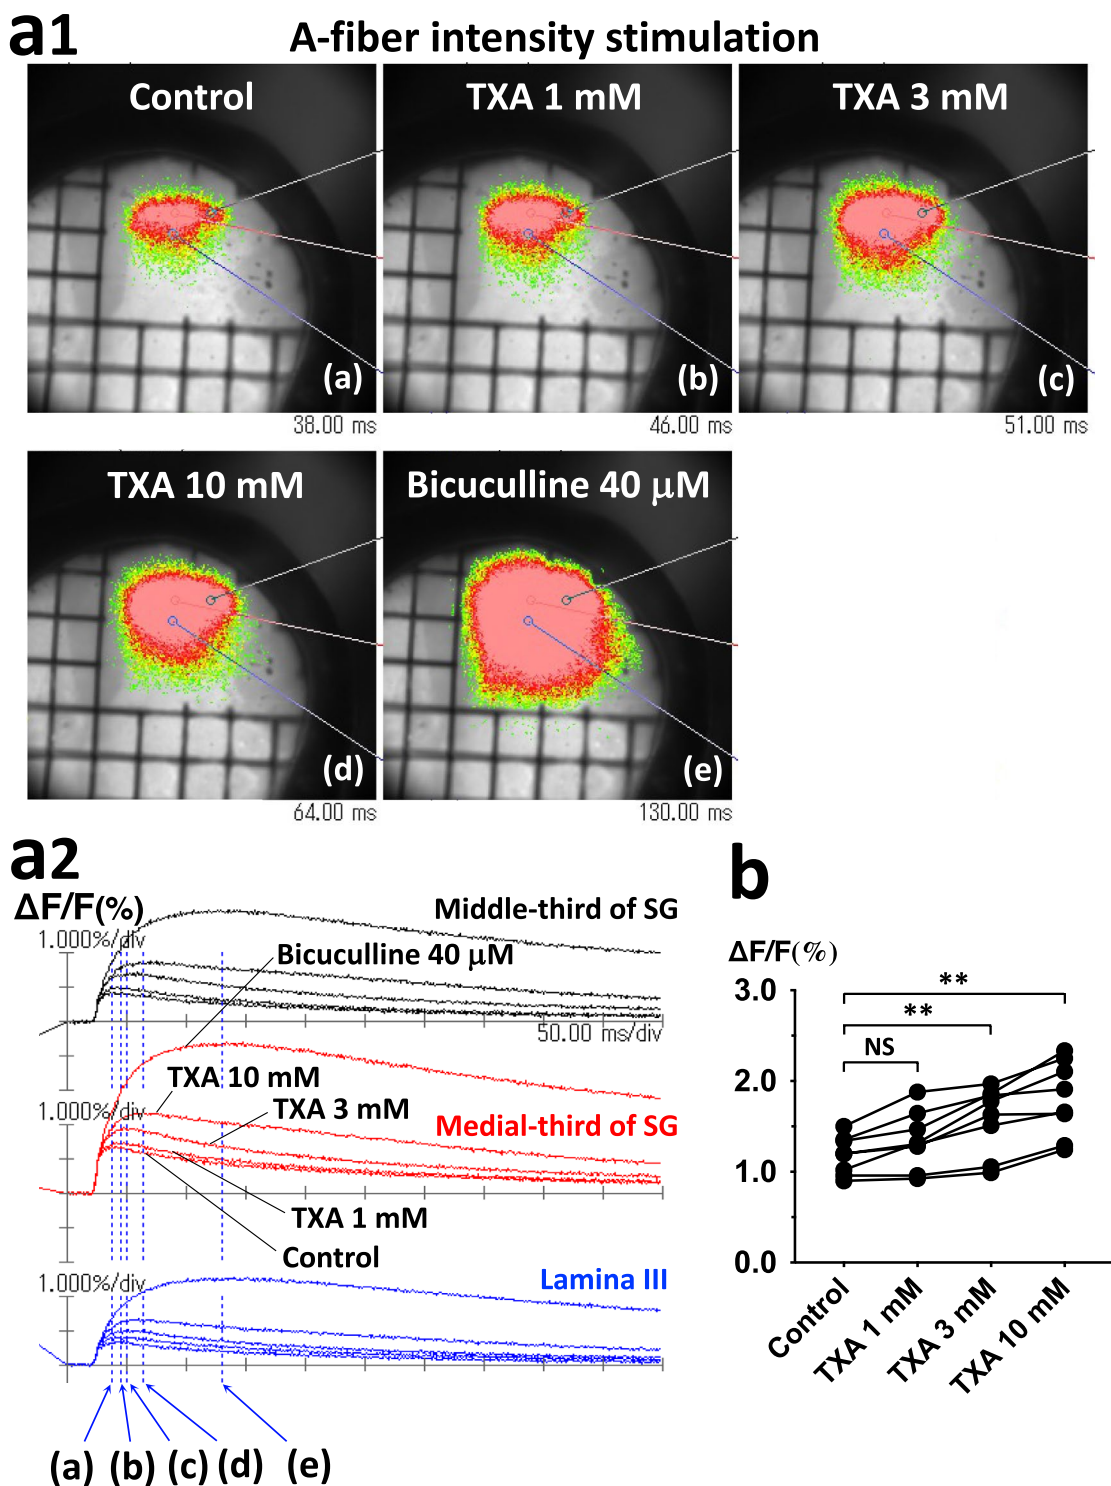 a1
A-fiber intensity stimulation
Control
TXA 1 mM
TXA 3 mM
(a)
(b)
(c)
38.00 ms
46.00 ms
51.00 ms
TXA 10 mM
Bicuculline 40 μM
(d)
(e)
64.00 ms
130.00 ms
a2
ΔF/F(%)
Middle-third of SG
1.000%/div
Bicuculline 40 μM
50.00 ms/div
TXA 10 mM
1.000%/div
TXA 3 mM
Medial-third of SG
TXA 1 mM
Control
1.000%/div
Lamina III
(a)
(b)
(c)
(d)
(e)
b
ΔF/F(%)
3.0
2.0
1.0
0.0
**
**
NS
Control
TXA 1 mM
TXA 3 mM
TXA 10 mM